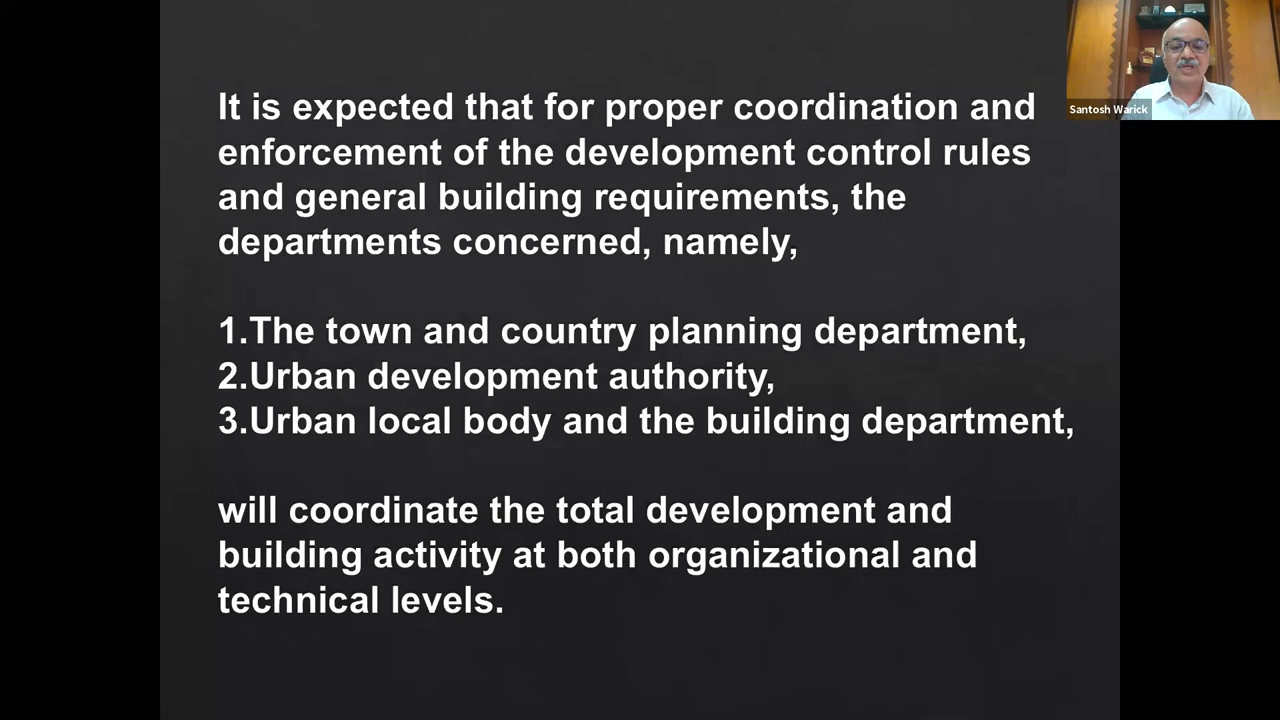 It is expected that for proper coordination and
enforcement of the development control rules
and general building requirements, the
departments concerned, namely,
1.The town and country planning department,
2.Urban development authority,
3.Urban local body and the building department,
will coordinate the total development and
building activity at both organizational and
technical levels.
Santosh Warick